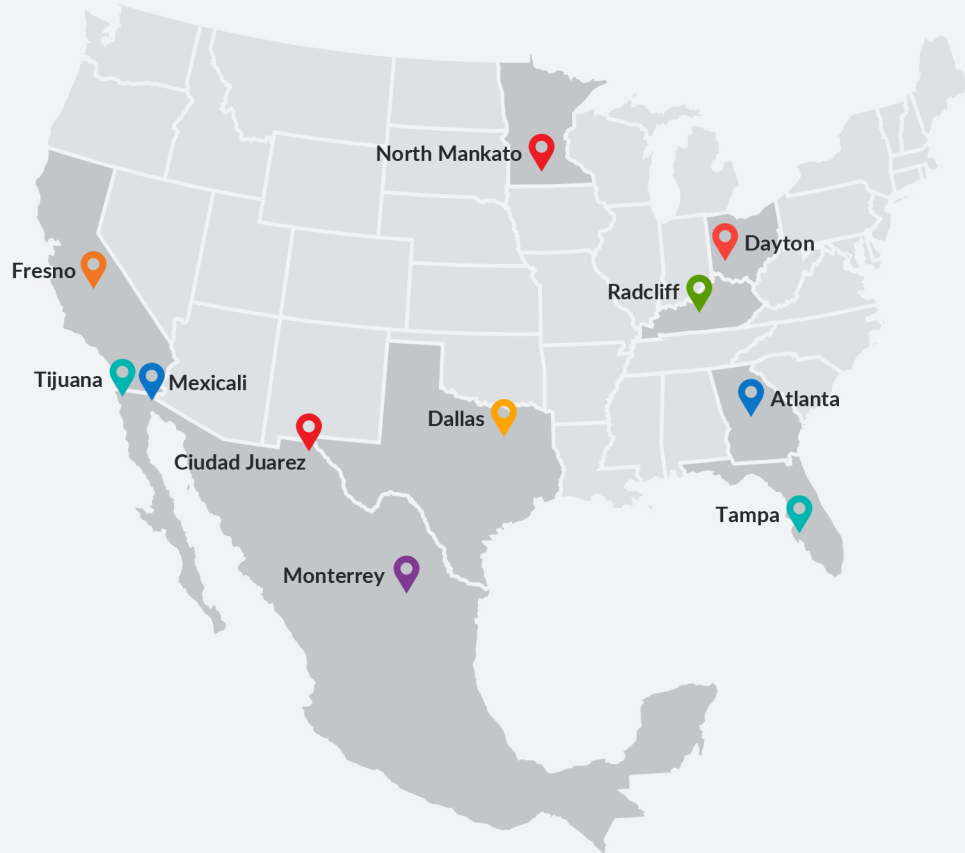 North Mankato
Dayton
Fresno
Radcliff
Tijuana
Mexicali
Atlanta
Dallas
Ciudad Juarez
Tampa
Monterrey